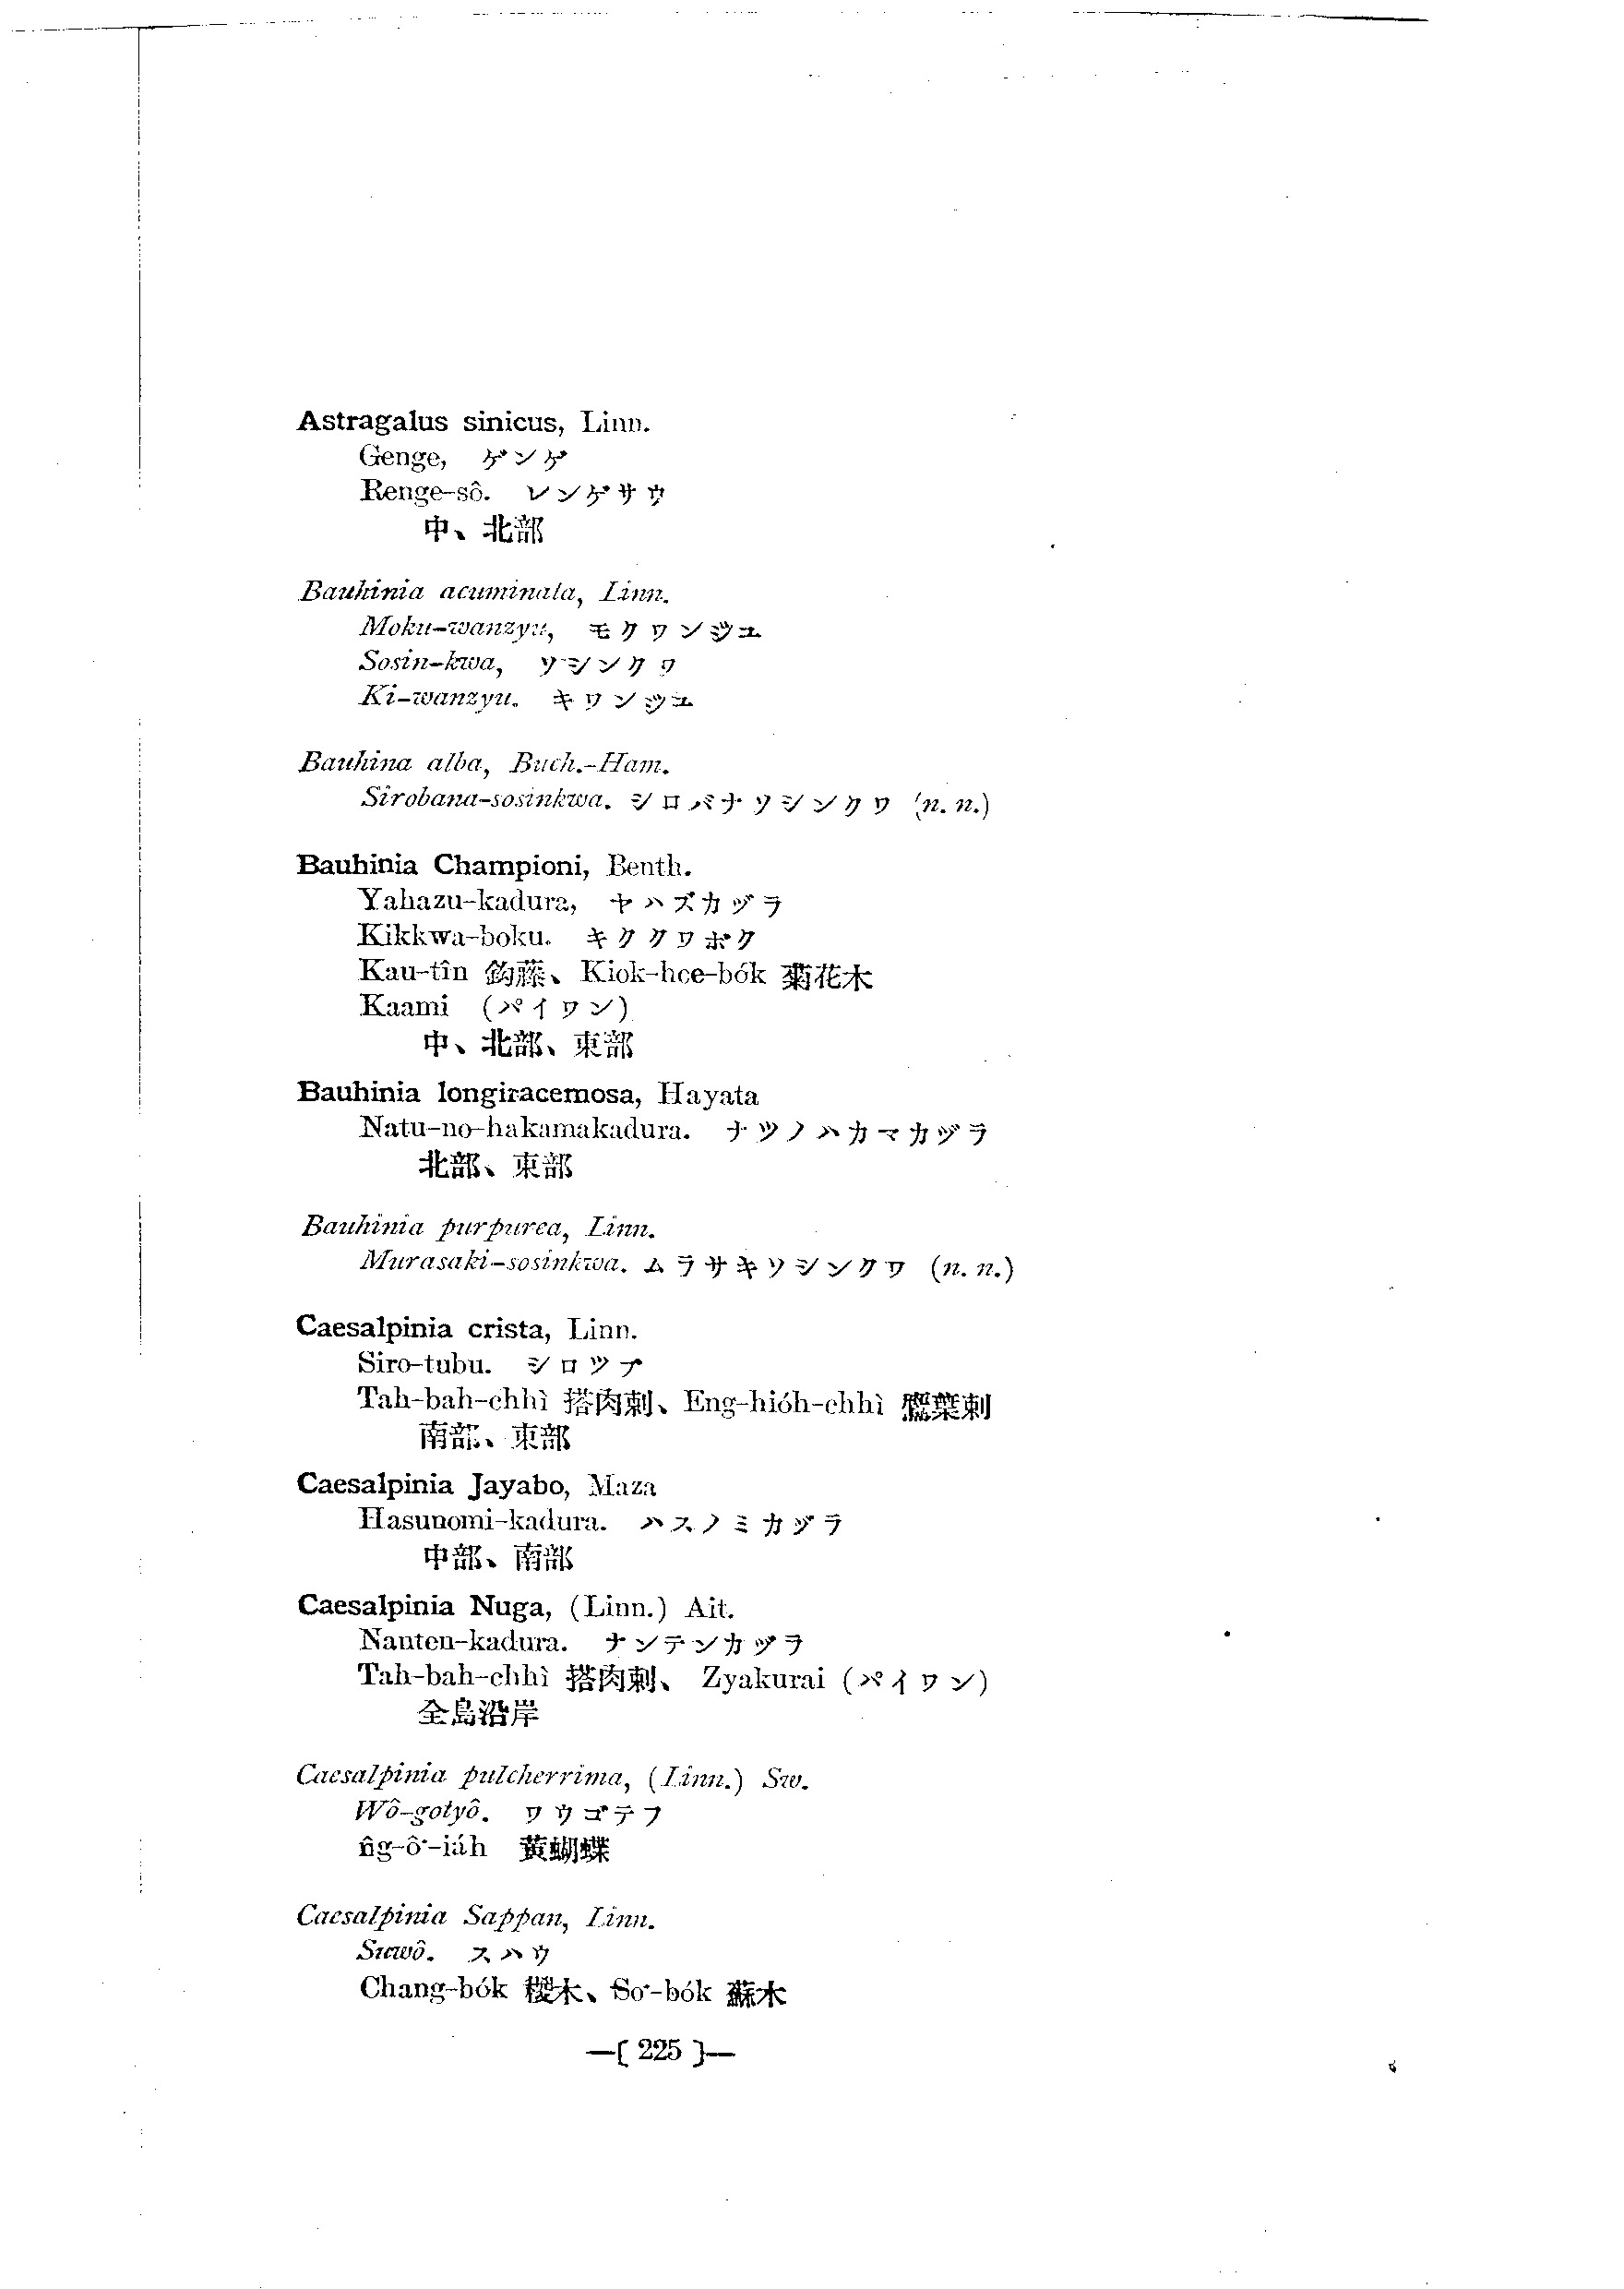 Astragalus sinicus, Linn.
Genge, ゲンゲ
Renge-sô. レンゲサウ
中、北部
Bauhinia acuminata, Linn.
Moku-wanzyu, モクワンジユ
Sosin-kwa, ソシンクワ
Ki-wanzyu. キワンジユ
Bauhina alba, Buch.-Ham.
Sirobana-sosinkwa. シロバナソシンクワ (n. n.)
Bauhinia Championi, Benth.
Yahazu-kadura, ヤハズカヅラ
Kikkwa-boku. キククワボク
Kau-tîn 鈎藤、Kiok-hoe-bók 菊花木
Kaami (パイワン)
中、北部、東部
Bauhinia longiracemosa, Hayata
Natu-no-hakamakadura. ナツノハカマカヅラ
北部、東部
Bauhinia purpurea, Linn.
Murasaki-sosinkwa. ムラサキソシンクワ (n. n.)
Caesalpinia crista, Linn.
Siro-tubu. シロツブ
Tah-bah-chhì 搭肉刺、Eng-hióh-chhì 葉刺
南部、東部
Caesalpinia Jayabo, Maza
Hasunomi-kadura. ハスノミカヅラ
中部、南部
Caesalpinia Nuga, (Linn.) Ait.
Nanten-kadura. ナンテンカヅラ
Tah-bah-chhì 搭肉刺、 Zyakurai (パイワン)
全島沿岸
Caesalpinia pulcherrima, (Linn.) Sw.
Wô-gotyô. ワウゴテフ
n̂g-ô·-iáh 黃蝴蝶
Caesalpinia Sappan, Linn.
Suwô. スハウ
Chang-bók 木、So·-bók 蘇木
—( 225 )—